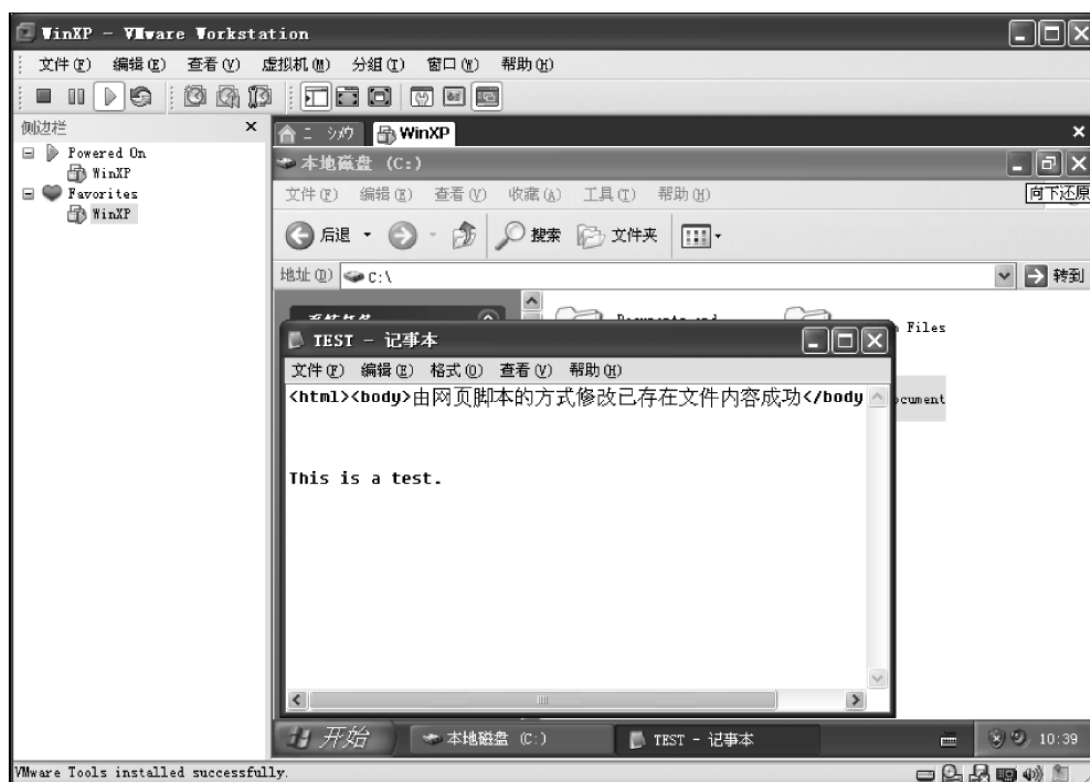 WinXP - VMware Workstation
文件(F) 编辑(E) 查看(V) 虚拟机(M) 分组(T) 窗口(W) 帮助(H)
侧边栏
WinXP
Powered On
WinXP
Favorites
WinXP
本地磁盘 (C:)
文件(F) 编辑(E) 查看(V) 收藏(A) 工具(T) 帮助(H)
向下还原
后退 搜索 文件夹
地址(D) C:\ 转到
Files
TEST - 记事本
文件(F) 编辑(E) 格式(O) 查看(V) 帮助(H)
<html><body>由网页脚本的方式修改已存在文件内容成功</body
ocument
This is a test.
开始 本地磁盘 (C:) TEST - 记事本 10:39
VMware Tools installed successfully.